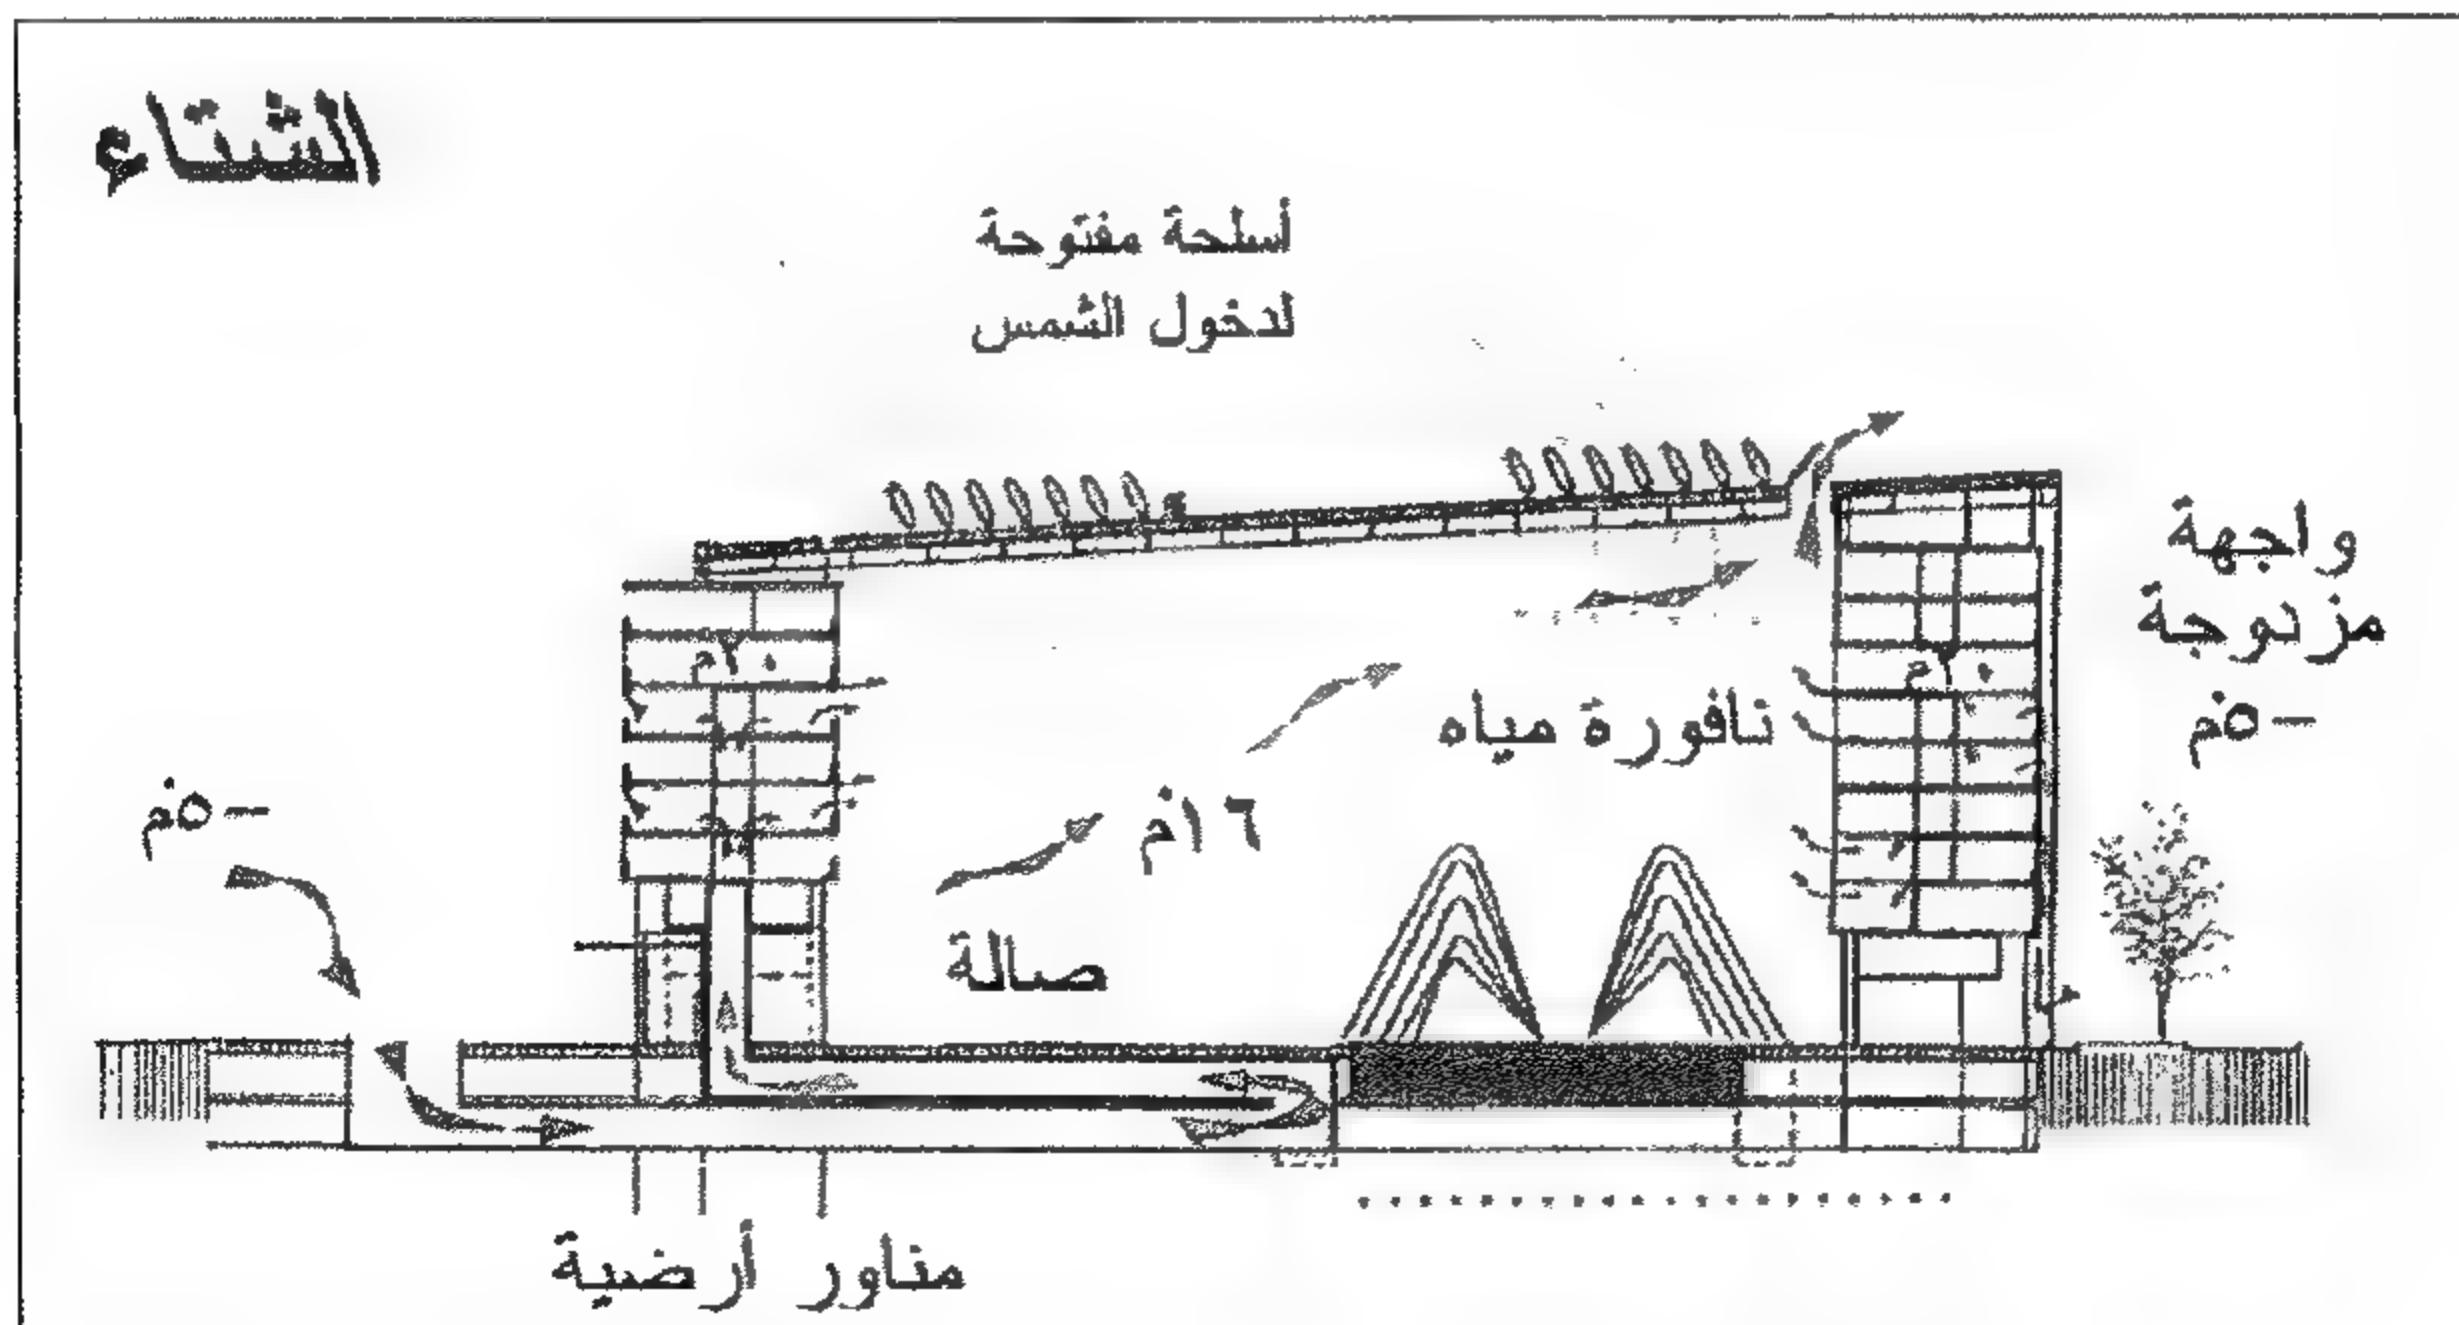 الشتاء
أسلحة مفتوحة
لدخول الشمس
واجهة
مزدوجة
-٥م
٢٠م
٢٠م
نافورة مياه
-٥م
١٦م
صالة
مناور أرضية